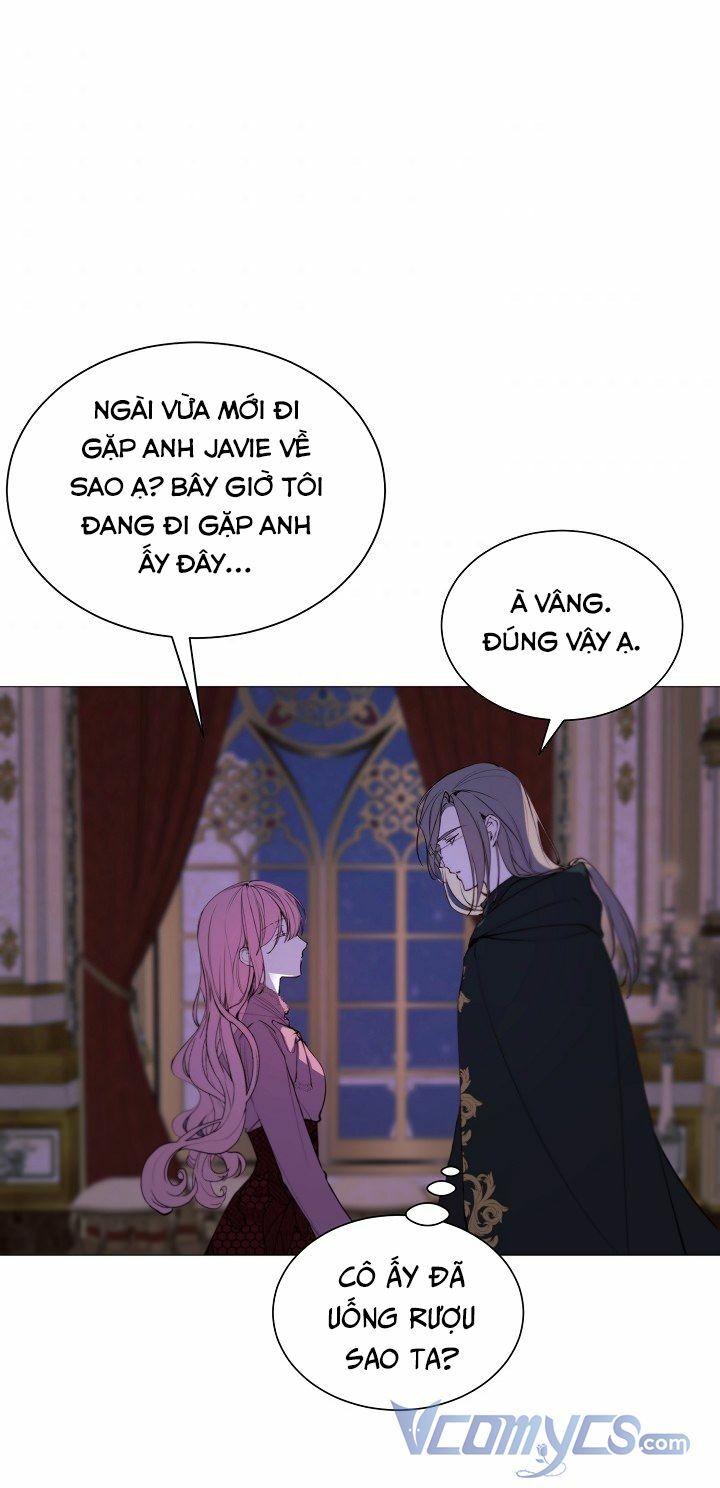 NGÀI VỪA MỚI ĐI
GẶP ANH JAVIE VỀ
SAO Ạ? BÂY GIỜ TÔI
ĐANG ĐI GẶP ANH
ẤY ĐÂY...
À VÂNG.
ĐÚNG VẬY Ạ.
CÔ ẤY ĐÃ
UỐNG RƯỢU
SAO TA?
VCOMYCS.com